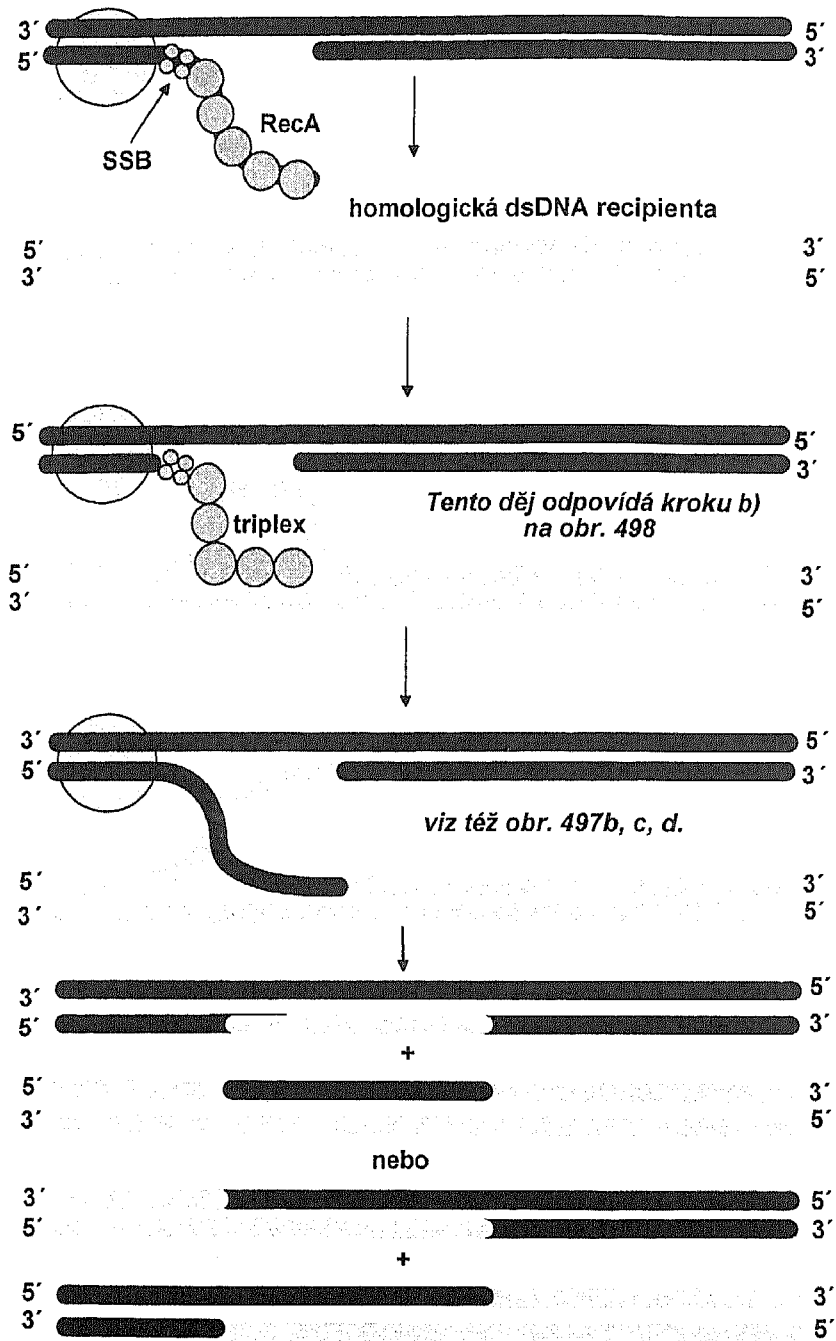 3´ 5´
5´ 3´
RecA
SSB
homologická dsDNA recipienta
5´ 3´
3´ 5´
5´ 5´
3´
triplex
Tento děj odpovídá kroku b)
na obr. 498
5´ 3´
3´ 5´
3´ 5´
5´ 3´
viz též obr. 497b, c, d.
5´ 3´
3´ 5´
3´ 5´
5´ 3´
+
5´ 3´
3´ 5´
nebo
3´ 5´
5´ 3´
+
5´ 3´
3´ 5´